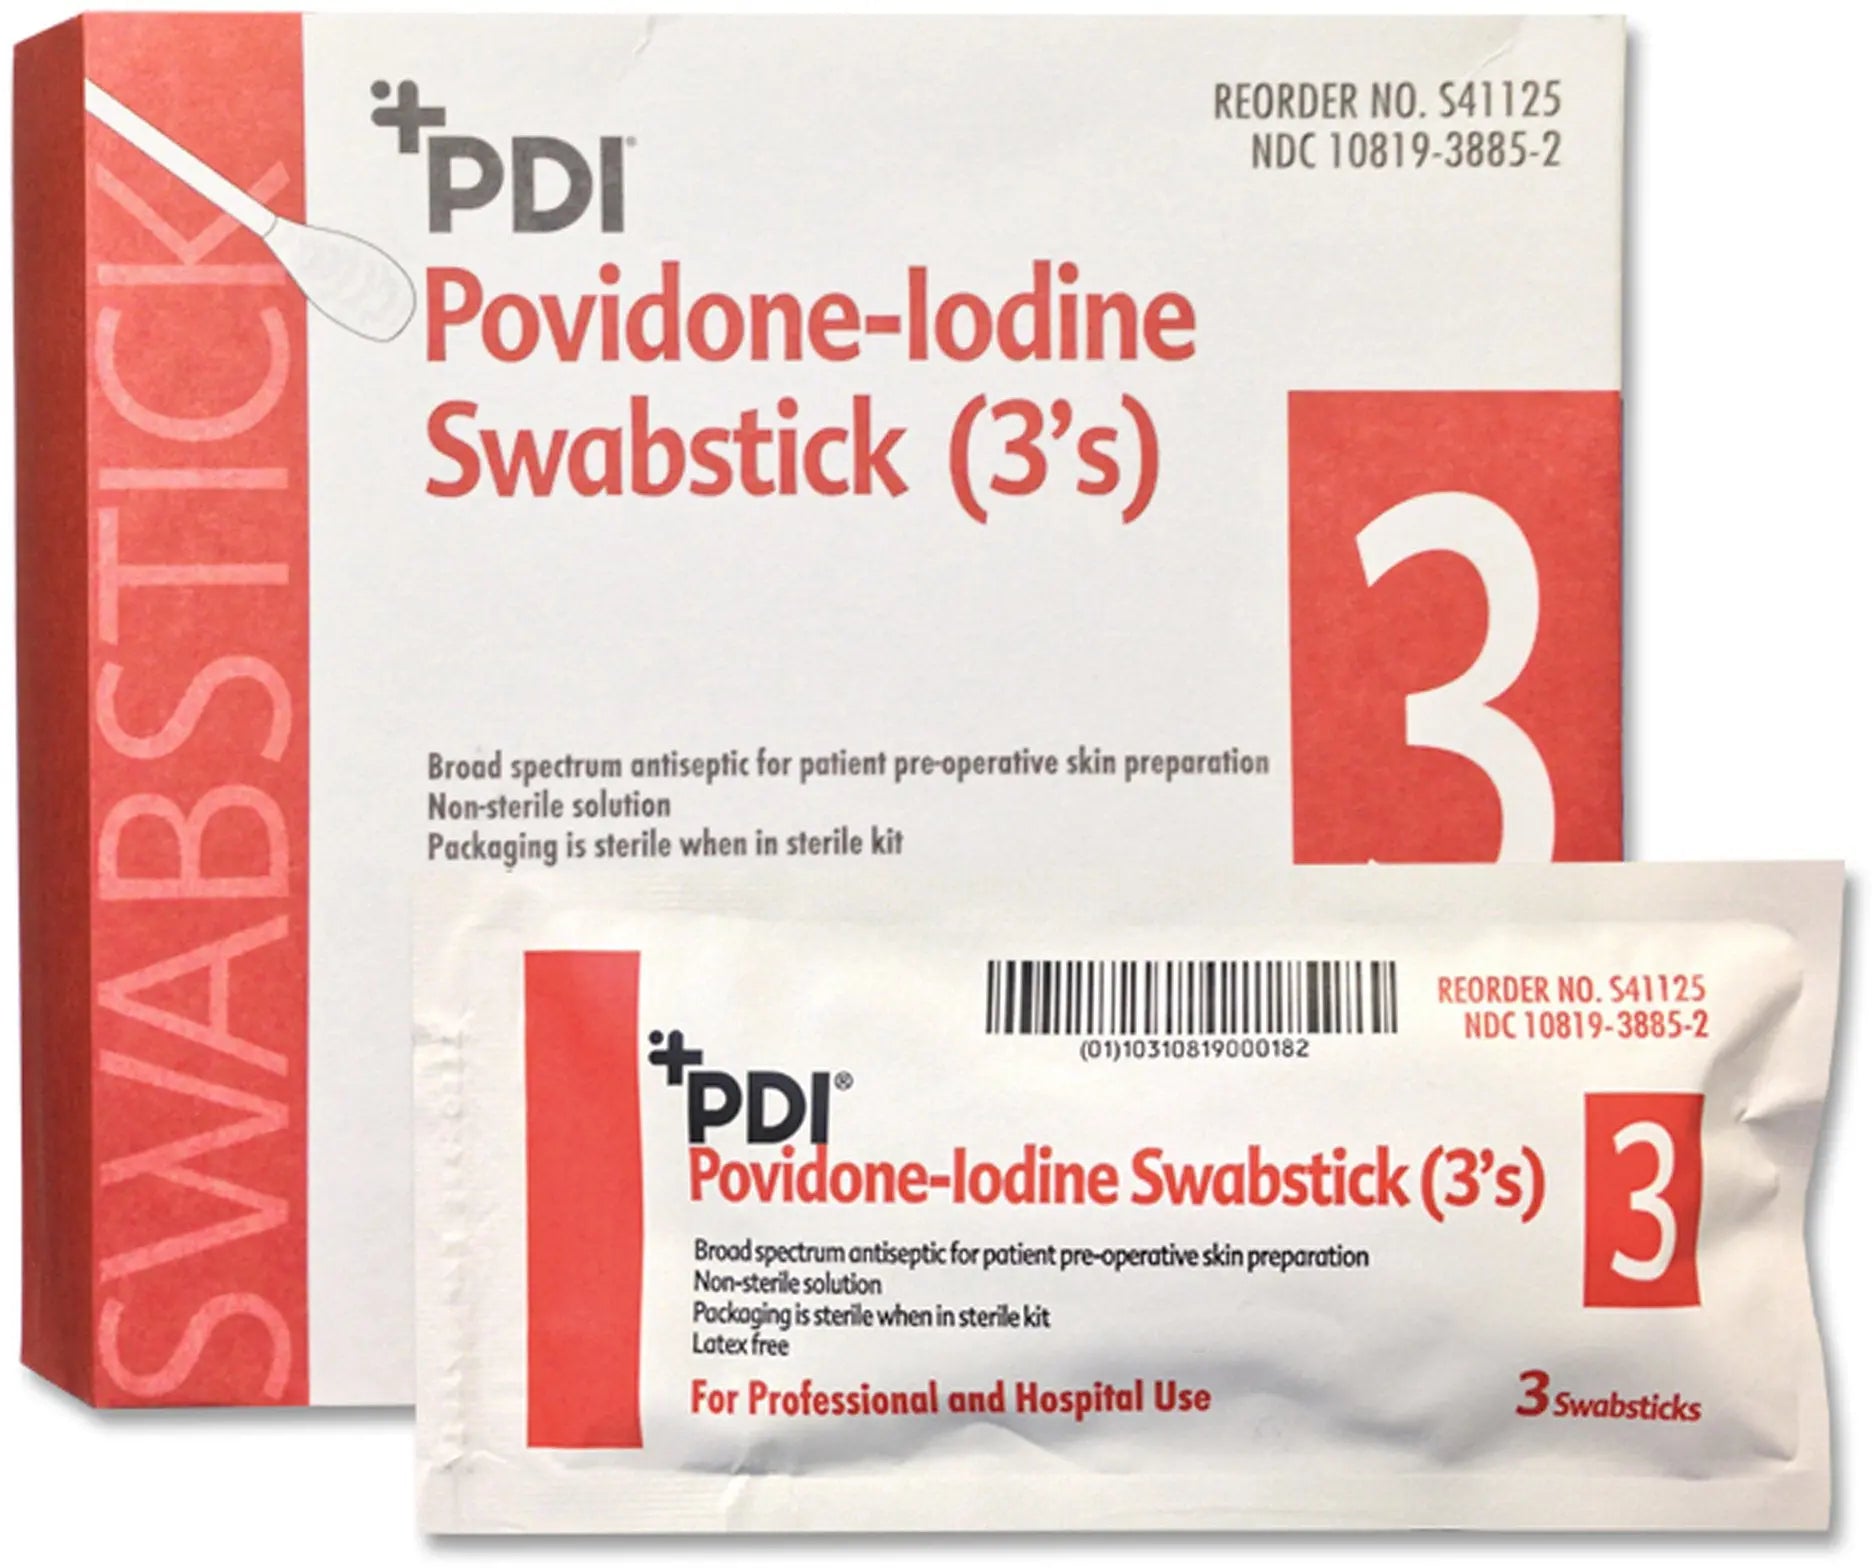 SWABSTICK
PDI
REORDER NO. S41125
NDC 10819-3885-2
Povidone-Iodine
Swabstick (3's)
3
Broad spectrum antiseptic for patient pre-operative skin preparation
Non-sterile solution
Packaging is sterile when in sterile kit
(01)10310819000182
REORDER NO. S41125
NDC 10819-3885-2
PDI®
Povidone-Iodine Swabstick (3's)
3
Broad spectrum antiseptic for patient pre-operative skin preparation
Non-sterile solution
Packaging is sterile when in sterile kit
Latex free
For Professional and Hospital Use
3 Swabsticks